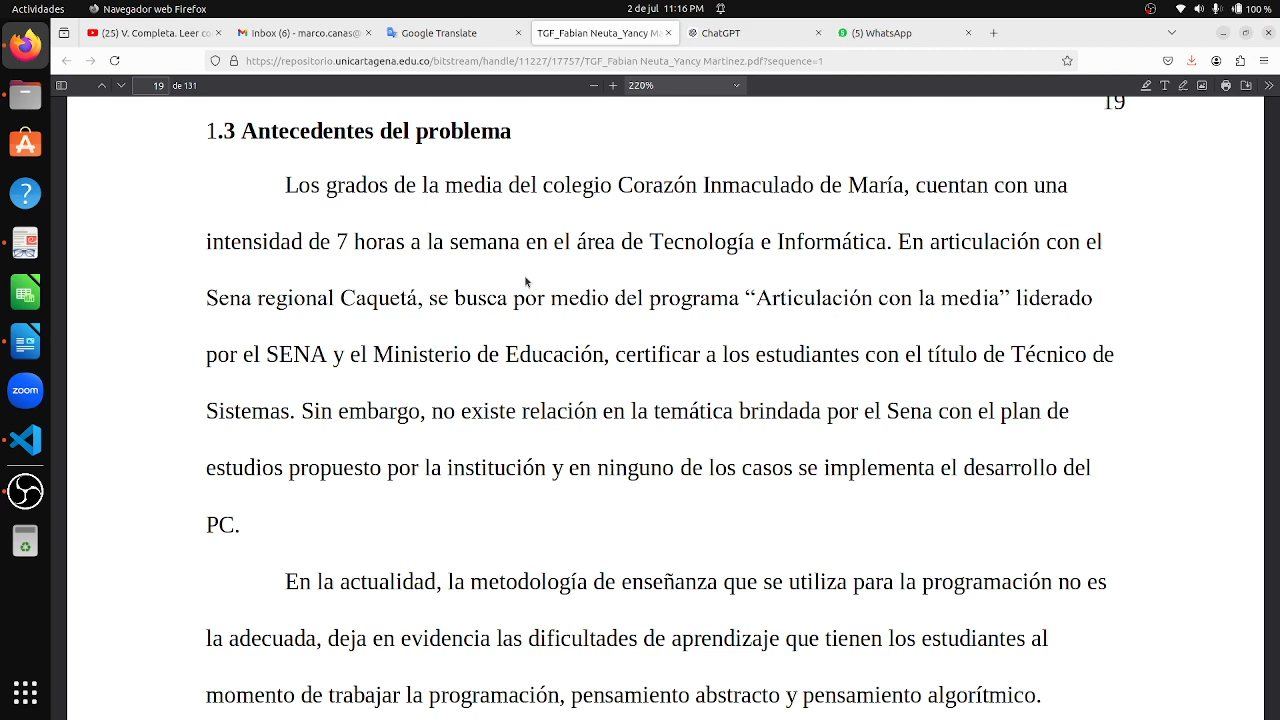 Actividades
Navegador web Firefox
2 de jul 11:16 PM
100 %
(25) V. Completa. Leer co
Inbox (6) - marco.canas@
Google Translate
TGF_Fabian Neuta_Yancy Ma
ChatGPT
(5) WhatsApp
https://repositorio.unicartagena.edu.co/bitstream/handle/11227/17757/TGF_Fabian Neuta_Yancy Martinez.pdf?sequence=1
19 de 131
220%
19
1.3 Antecedentes del problema
Los grados de la media del colegio Corazón Inmaculado de María, cuentan con una
intensidad de 7 horas a la semana en el área de Tecnología e Informática. En articulación con el
Sena regional Caquetá, se busca por medio del programa “Articulación con la media” liderado
por el SENA y el Ministerio de Educación, certificar a los estudiantes con el título de Técnico de
Sistemas. Sin embargo, no existe relación en la temática brindada por el Sena con el plan de
estudios propuesto por la institución y en ninguno de los casos se implementa el desarrollo del
PC.
En la actualidad, la metodología de enseñanza que se utiliza para la programación no es
la adecuada, deja en evidencia las dificultades de aprendizaje que tienen los estudiantes al
momento de trabajar la programación, pensamiento abstracto y pensamiento algorítmico.
zoom